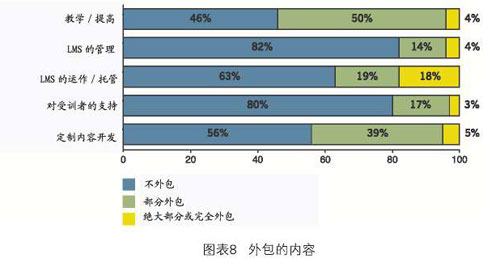 教学／提高 46% 50% 4%
LMS 的管理 82% 14% 4%
LMS 的运作／托管 63% 19% 18%
对受训者的支持 80% 17% 3%
定制内容开发 56% 39% 5%
0 20 40 60 80 100
不外包
部分外包
绝大部分或完全外包
图表8 外包的内容